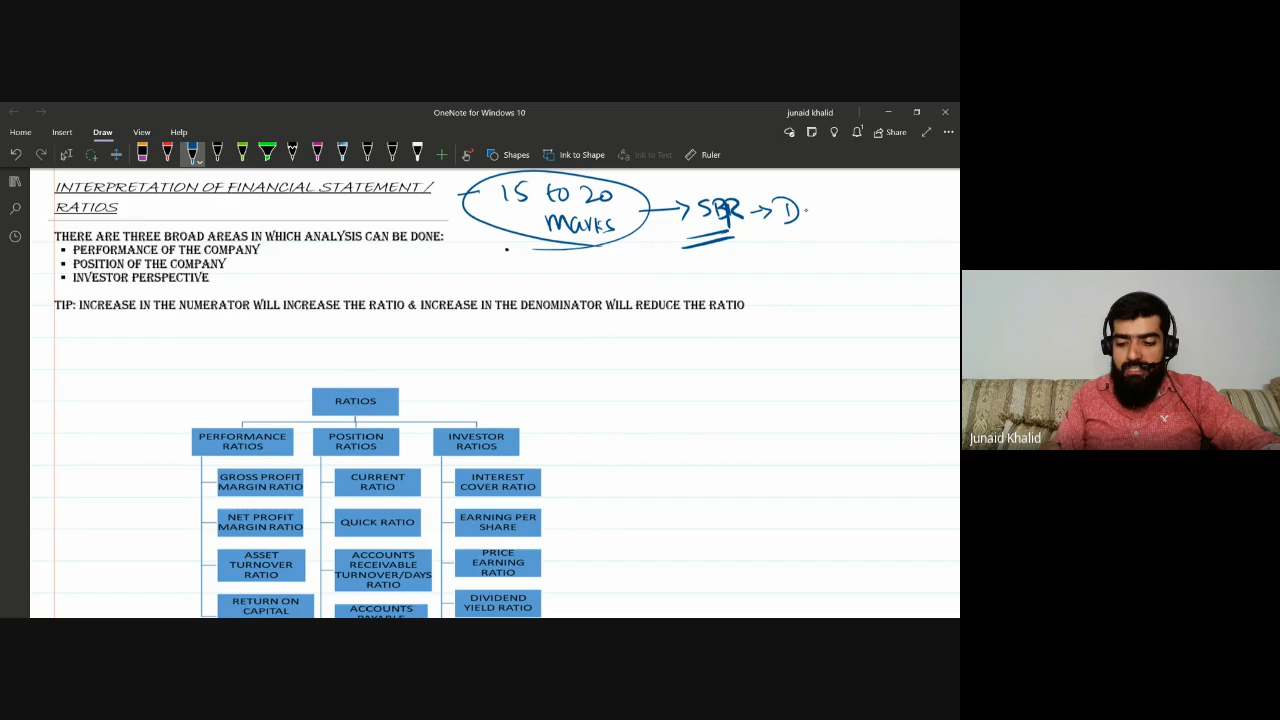 OneNote for Windows 10
junaid khalid
Home Insert Draw View Help
Share
Shapes Ink to Shape Ink to Text Ruler
INTERPRETATION OF FINANCIAL STATEMENT /
RATIOS
15 to 20
marks
SBR → D
THERE ARE THREE BROAD AREAS IN WHICH ANALYSIS CAN BE DONE:
▪ PERFORMANCE OF THE COMPANY
▪ POSITION OF THE COMPANY
▪ INVESTOR PERSPECTIVE
TIP: INCREASE IN THE NUMERATOR WILL INCREASE THE RATIO & INCREASE IN THE DENOMINATOR WILL REDUCE THE RATIO
RATIOS
PERFORMANCE
RATIOS
POSITION
RATIOS
INVESTOR
RATIOS
GROSS PROFIT
MARGIN RATIO
NET PROFIT
MARGIN RATIO
ASSET
TURNOVER
RATIO
RETURN ON
CAPITAL
CURRENT
RATIO
QUICK RATIO
ACCOUNTS
RECEIVABLE
TURNOVER/DAYS
RATIO
ACCOUNTS
PAYABLE
INTEREST
COVER RATIO
EARNING PER
SHARE
PRICE
EARNING
RATIO
DIVIDEND
YIELD RATIO
Junaid Khalid